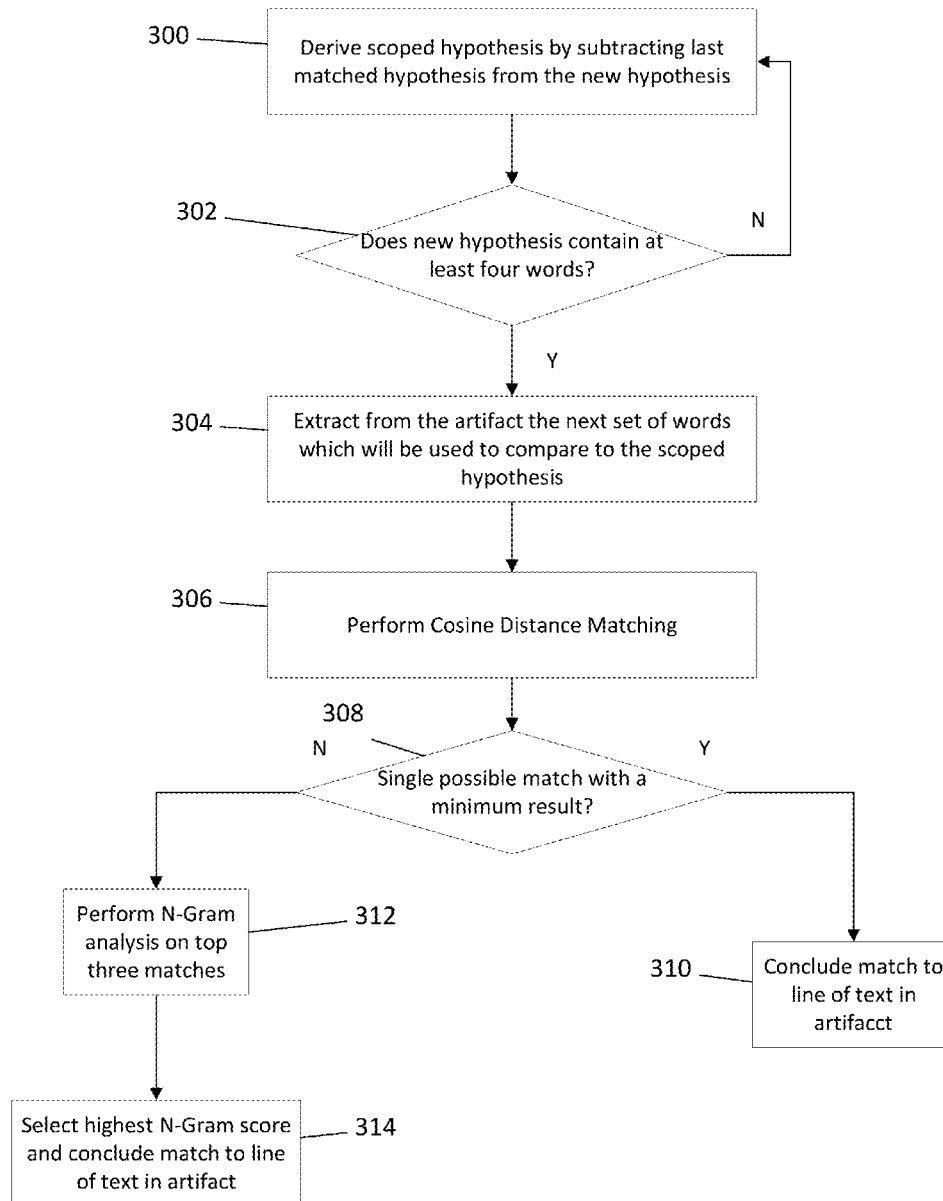 300
Derive scoped hypothesis by subtracting last
matched hypothesis from the new hypothesis
302
Does new hypothesis contain at
least four words?
N
Y
304
Extract from the artifact the next set of words
which will be used to compare to the scoped
hypothesis
306
Perform Cosine Distance Matching
308
N
Y
Single possible match with a
minimum result?
Perform N-Gram
analysis on top
three matches
312
310
Conclude match to
line of text in
artifacct
Select highest N-Gram score
and conclude match to line
of text in artifact
314